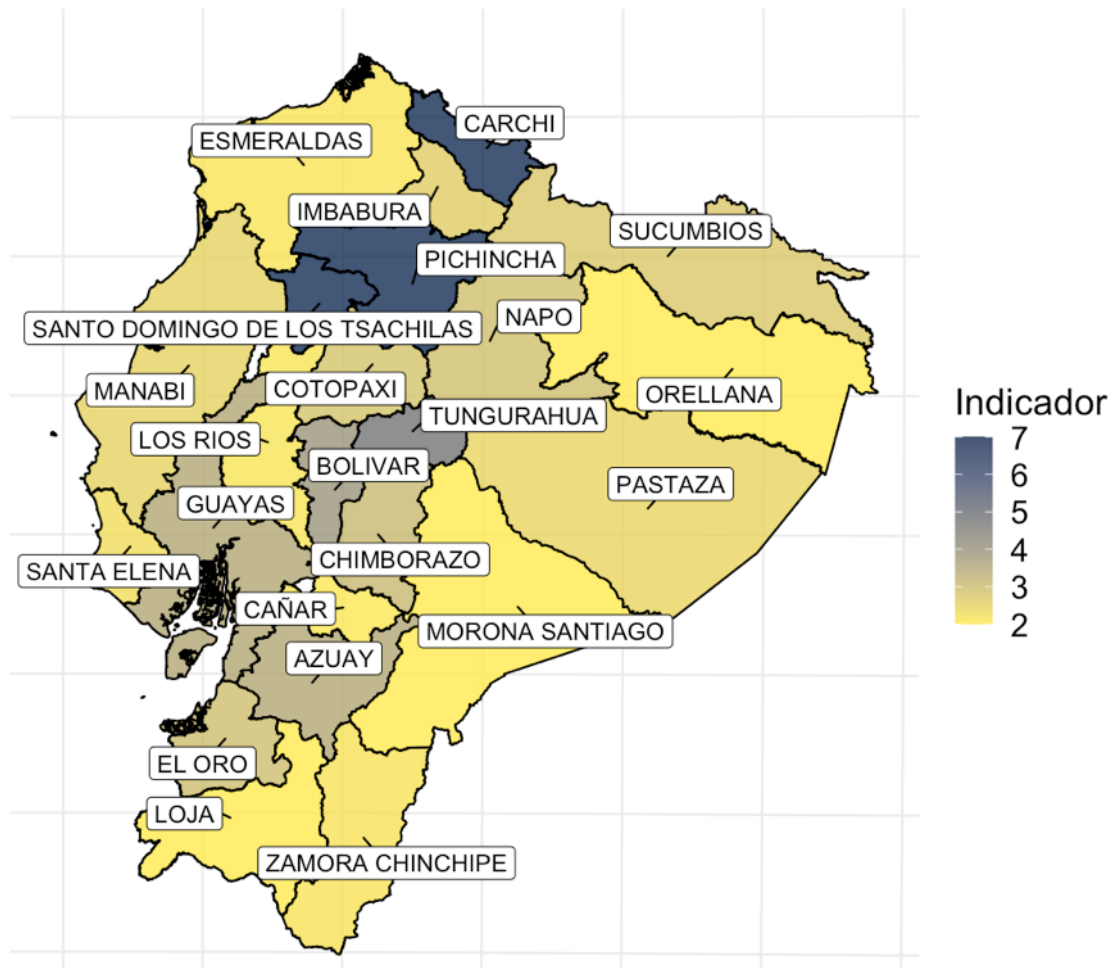 CARCHI
ESMERALDAS
IMBABURA
SUCUMBIOS
PICHINCHA
NAPO
SANTO DOMINGO DE LOS TSACHILAS
MANABI
COTOPAXI
ORELLANA
TUNGURAHUA
LOS RIOS
BOLIVAR
PASTAZA
GUAYAS
CHIMBORAZO
SANTA ELENA
CAÑAR
MORONA SANTIAGO
AZUAY
EL ORO
LOJA
ZAMORA CHINCHIPE
Indicador
7
6
5
4
3
2